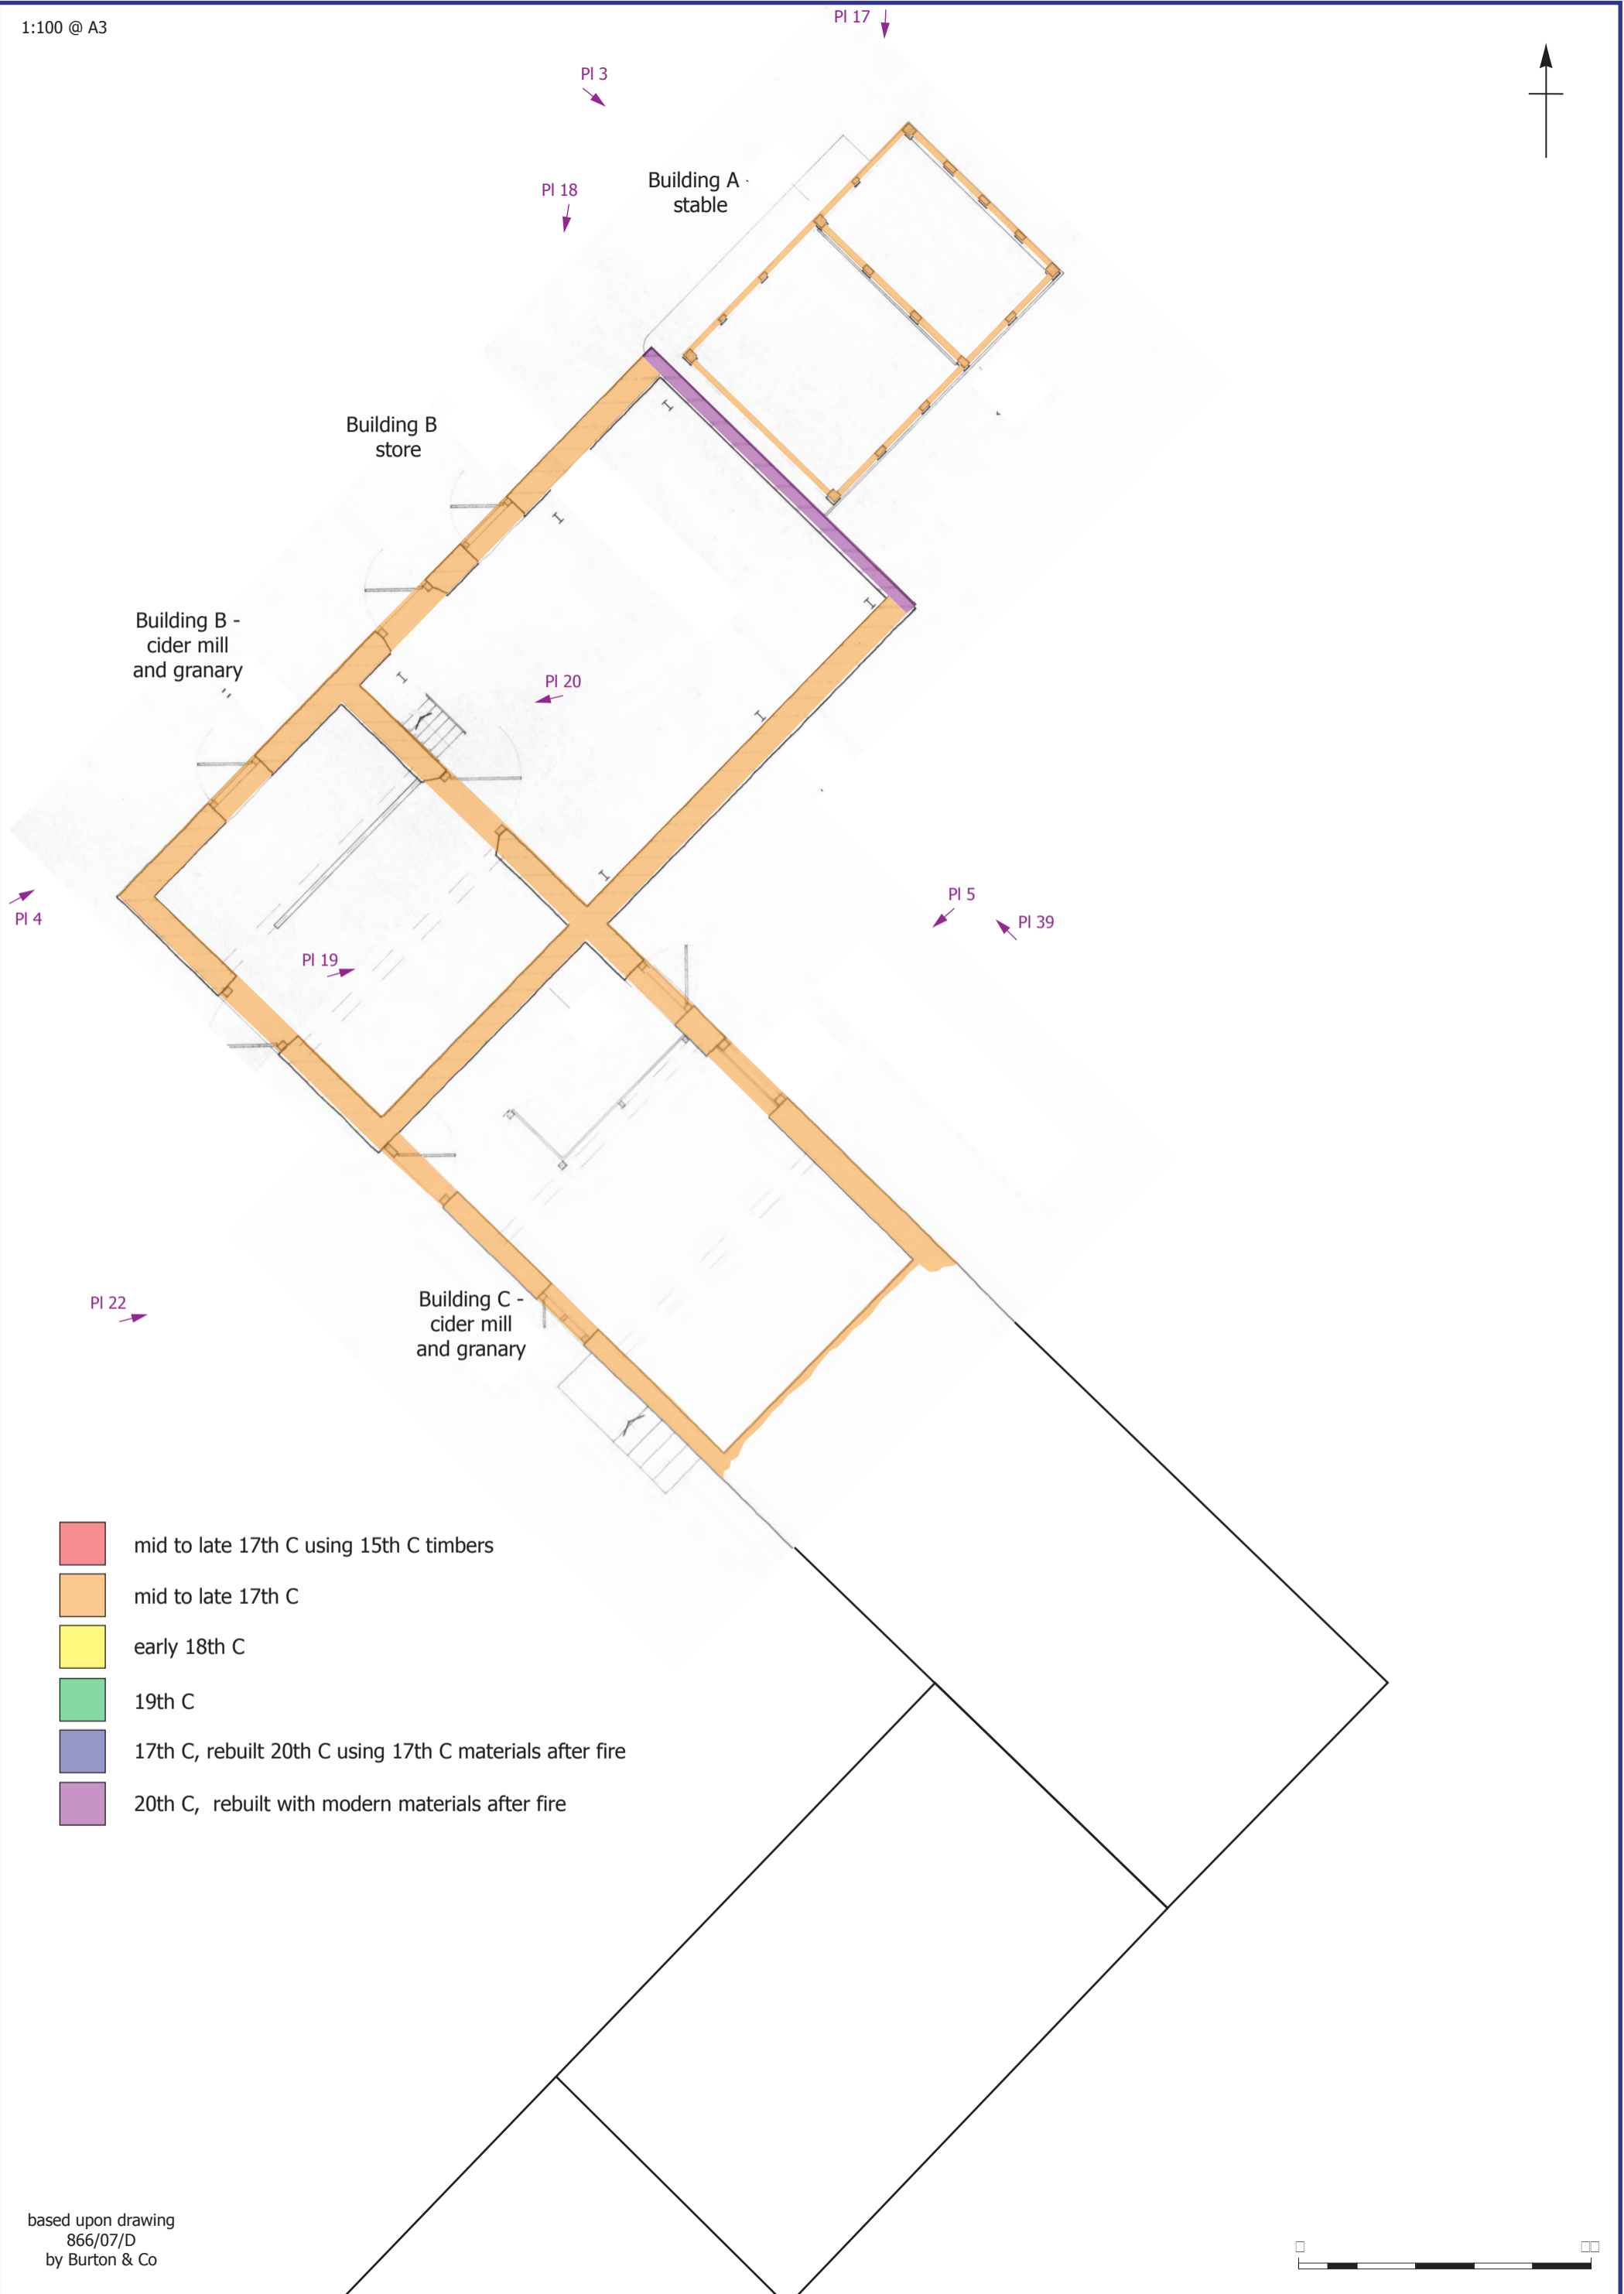 1:100 @ A3
Pl 17
Pl 3
Pl 18
Building A
stable
Building B
store
Building B -
cider mill
and granary
Pl 20
Pl 4
Pl 5
Pl 39
Pl 19
Pl 22
Building C -
cider mill
and granary
mid to late 17th C using 15th C timbers
mid to late 17th C
early 18th C
19th C
17th C, rebuilt 20th C using 17th C materials after fire
20th C, rebuilt with modern materials after fire
based upon drawing
866/07/D
by Burton & Co